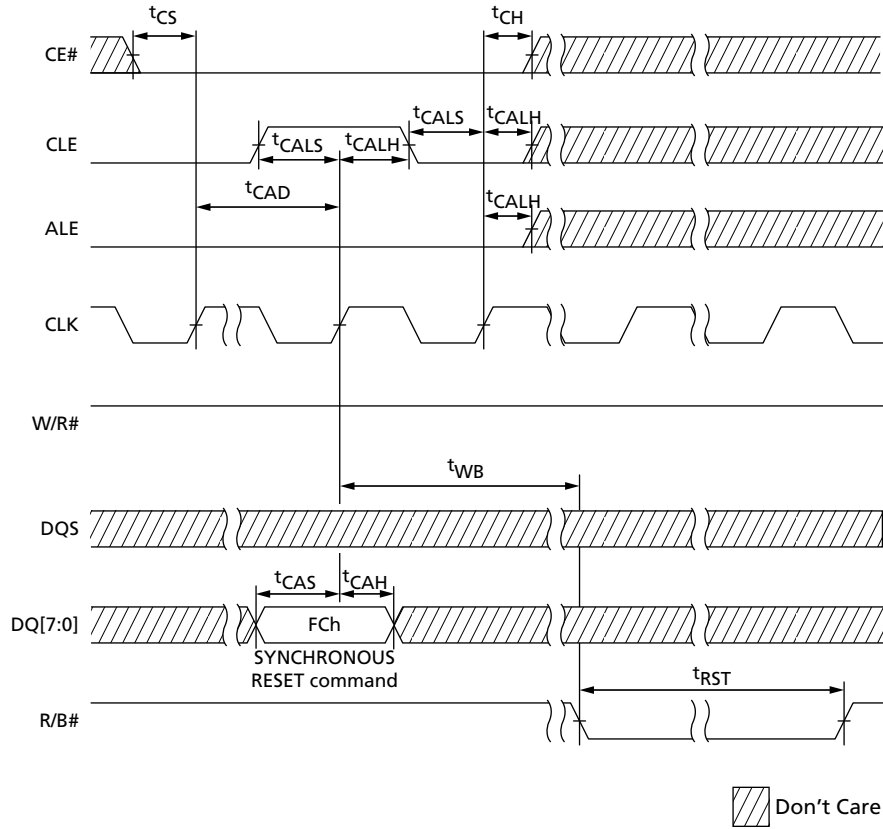 tCS
tCH
CE#
tCALS
tCALH
CLE
tCALS
tCALH
tCAD
tCALH
ALE
CLK
W/R#
tWB
DQS
tCAS
tCAH
DQ[7:0]
FCh
SYNCHRONOUS
RESET command
tRST
R/B#
Don't Care